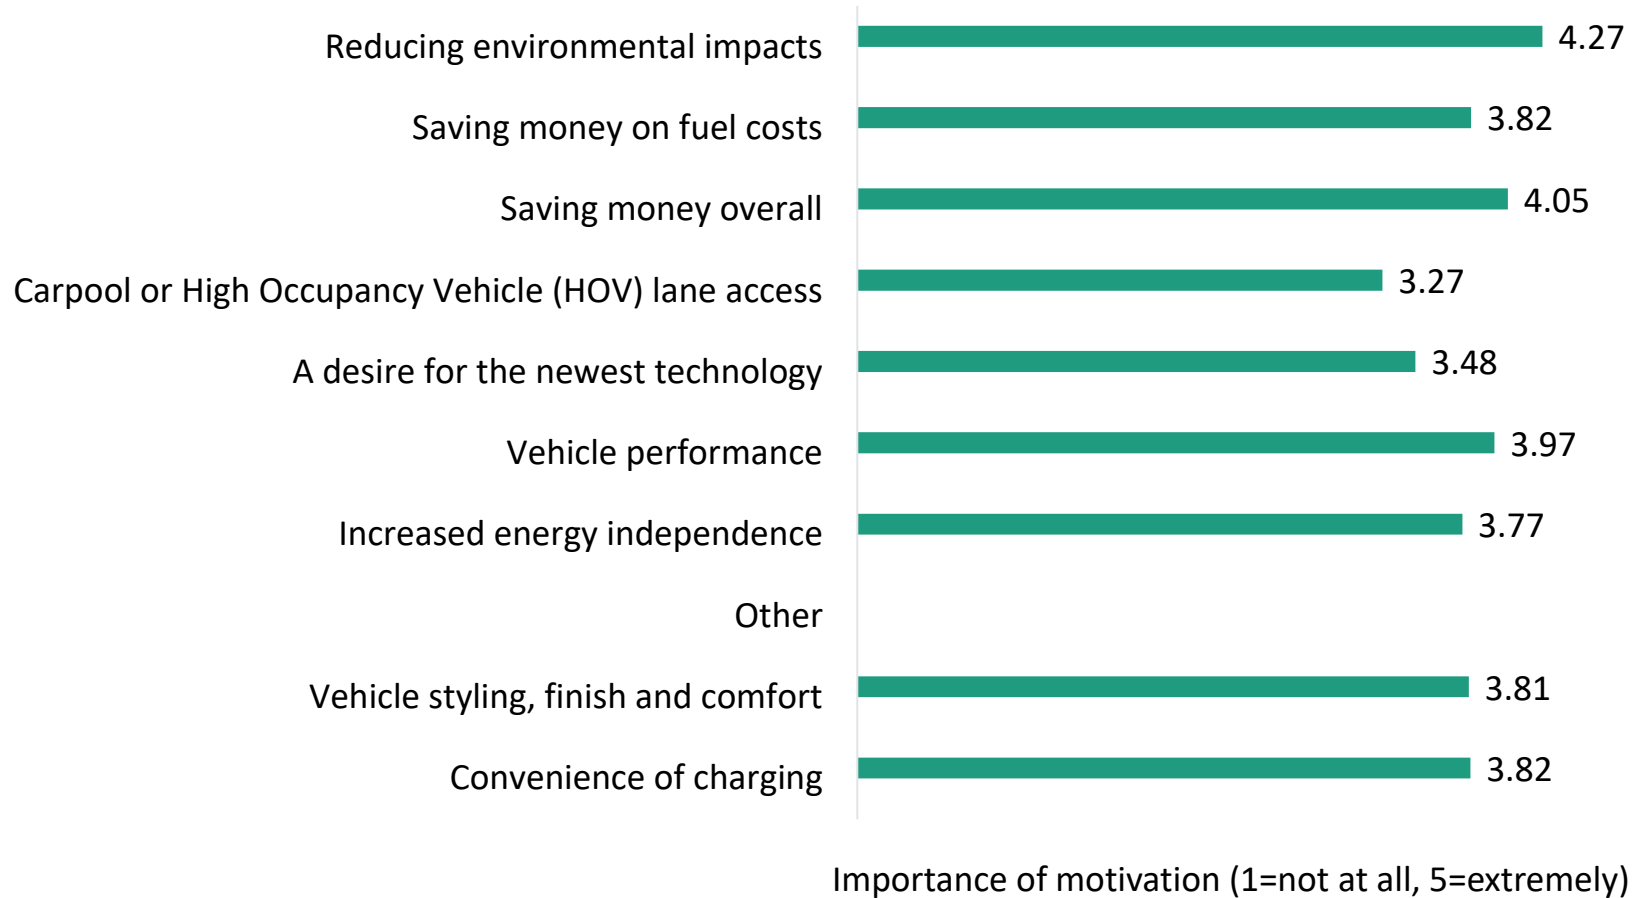 Reducing environmental impacts 4.27
Saving money on fuel costs 3.82
Saving money overall 4.05
Carpool or High Occupancy Vehicle (HOV) lane access 3.27
A desire for the newest technology 3.48
Vehicle performance 3.97
Increased energy independence 3.77
Other
Vehicle styling, finish and comfort 3.81
Convenience of charging 3.82
Importance of motivation (1=not at all, 5=extremely)